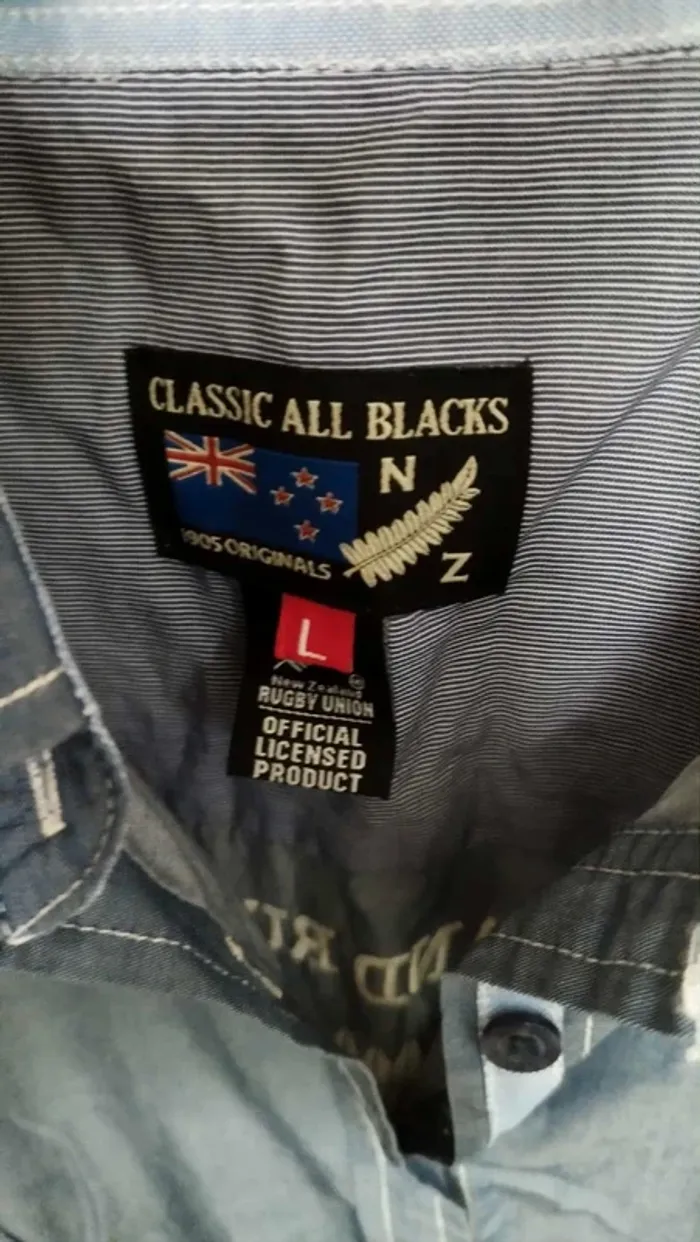 CLASSIC ALL BLACKS
N
Z
1905 ORIGINALS
L
New Zealand
RUGBY UNION
OFFICIAL
LICENSED
PRODUCT